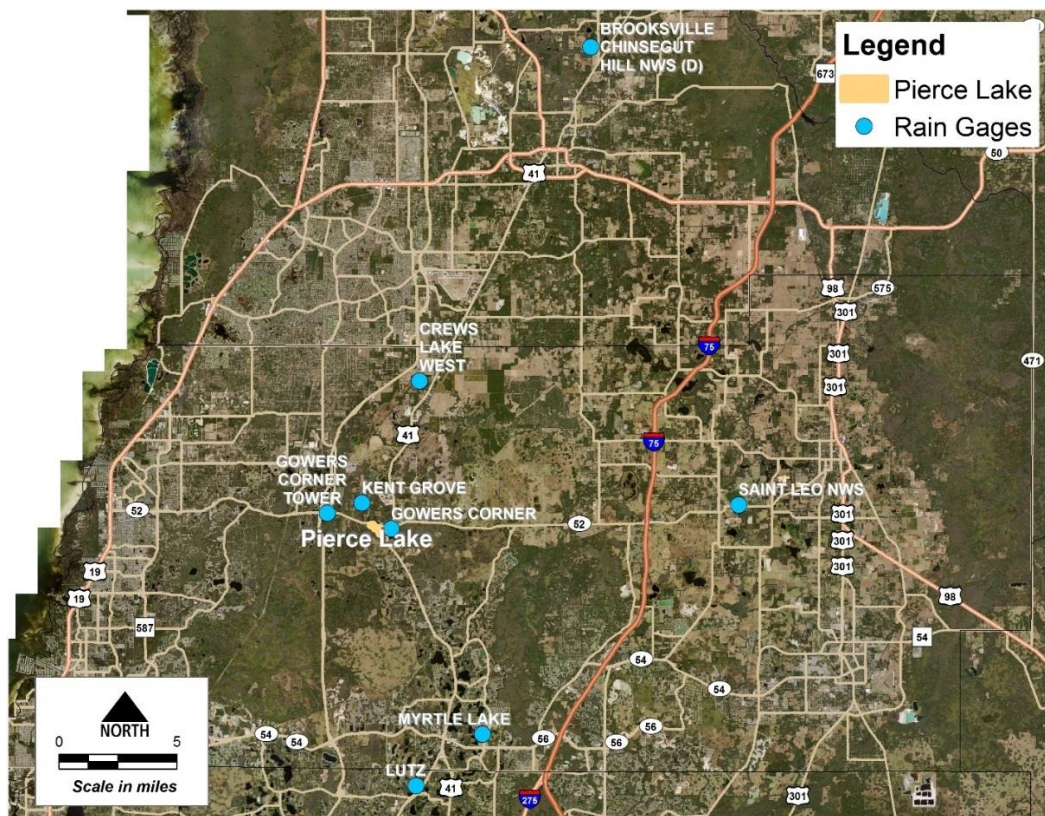 BROOKSVILLE
CHINSEGUT
HILL NWS (D)
Legend
Pierce Lake
Rain Gages
673
50
41
98
575
301
301
301
471
75
75
CREWS
LAKE
WEST
41
GOWERS
CORNER
TOWER
KENT GROVE
GOWERS CORNER
Pierce Lake
SAINT LEO NWS
52
52
301
301
301
19
19
98
587
54
54
54
NORTH
0 5
Scale in miles
MYRTLE LAKE
54
54
56
56
56
LUTZ
41
275
301